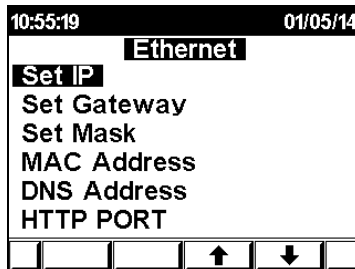 10:55:19 01/05/14
Ethernet
Set IP
Set Gateway
Set Mask
MAC Address
DNS Address
HTTP PORT